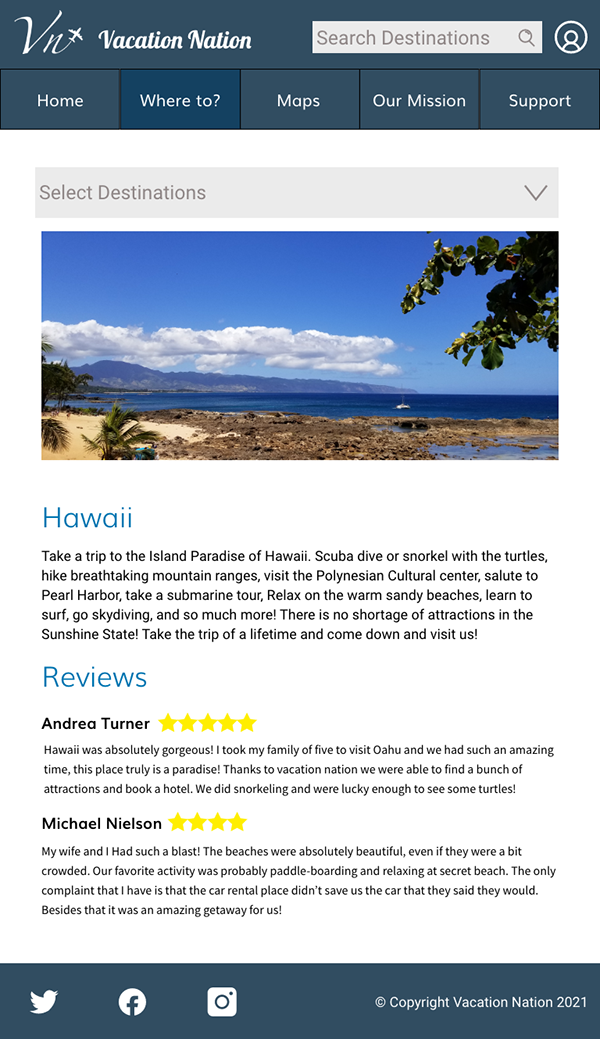 Vn Vacation Nation Search Destinations
Home Where to? Maps Our Mission Support
Select Destinations
Hawaii
Take a trip to the Island Paradise of Hawaii. Scuba dive or snorkel with the turtles,
hike breathtaking mountain ranges, visit the Polynesian Cultural center, salute to
Pearl Harbor, take a submarine tour, Relax on the warm sandy beaches, learn to
surf, go skydiving, and so much more! There is no shortage of attractions in the
Sunshine State! Take the trip of a lifetime and come down and visit us!
Reviews
Andrea Turner
Hawaii was absolutely gorgeous! I took my family of five to visit Oahu and we had such an amazing
time, this place truly is a paradise! Thanks to vacation nation we were able to find a bunch of
attractions and book a hotel. We did snorkeling and were lucky enough to see some turtles!
Michael Nielson
My wife and I Had such a blast! The beaches were absolutely beautiful, even if they were a bit
crowded. Our favorite activity was probably paddle-boarding and relaxing at secret beach. The only
complaint that I have is that the car rental place didn't save us the car that they said they would.
Besides that it was an amazing getaway for us!
© Copyright Vacation Nation 2021